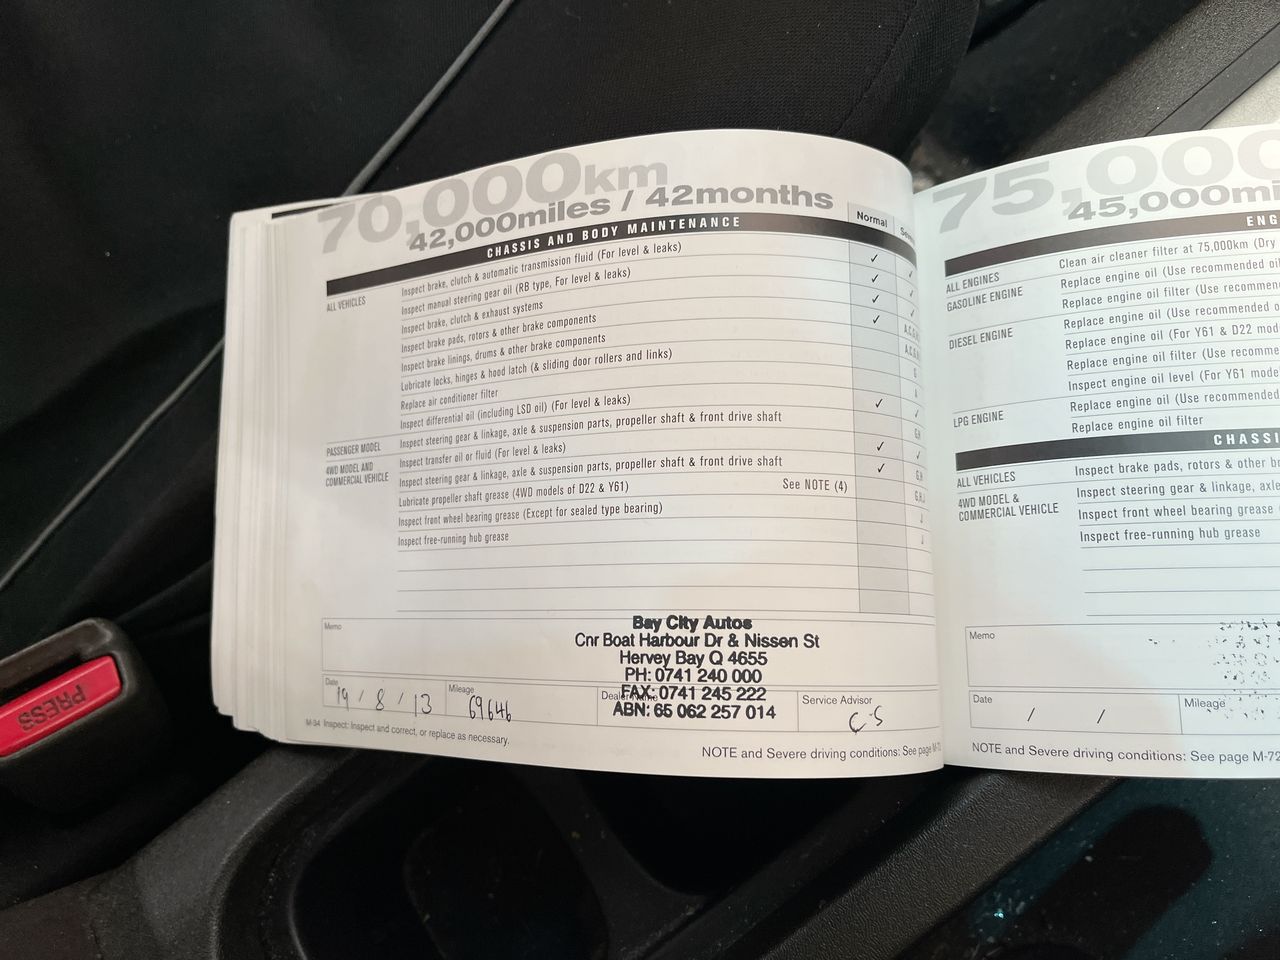 70,000km
42,000miles / 42months
CHASSIS AND BODY MAINTENANCE
Normal
ALL VEHICLES
Inspect brake, clutch & automatic transmission fluid (For level & leaks) ✓
Inspect manual steering gear oil (RB type, For level & leaks) ✓
Inspect brake, clutch & exhaust systems ✓
Inspect brake pads, rotors & other brake components ✓
Inspect brake linings, drums & other brake components
Lubricate locks, hinges & hood latch (& sliding door rollers and links)
Replace air conditioner filter
Inspect differential oil (including LSD oil) (For level & leaks) ✓
PASSENGER MODEL
Inspect steering gear & linkage, axle & suspension parts, propeller shaft & front drive shaft
4WD MODEL AND
COMMERCIAL VEHICLE
Inspect transfer oil or fluid (For level & leaks) ✓
Inspect steering gear & linkage, axle & suspension parts, propeller shaft & front drive shaft ✓
Lubricate propeller shaft grease (4WD models of D22 & Y61) See NOTE (4)
Inspect front wheel bearing grease (Except for sealed type bearing)
Inspect free-running hub grease
Memo
Bay City Autos
Cnr Boat Harbour Dr & Nissen St
Hervey Bay Q 4655
PH: 0741 240 000
FAX: 0741 245 222
ABN: 65 062 257 014
Date
19 / 8 / 13
Mileage
69646
Service Advisor
C-S
M-34 Inspect: Inspect and correct, or replace as necessary.
NOTE and Severe driving conditions: See page
75,000
45,000
ALL ENGINES
Clean air cleaner filter at 75,000km (Dry
GASOLINE ENGINE
Replace engine oil (Use recommended
Replace engine oil filter (Use
DIESEL ENGINE
Replace engine oil (Use recommended
Replace engine oil (For Y61 & D22
Replace engine oil filter (Use
Inspect engine oil level (For Y61
LPG ENGINE
Replace engine oil (Use recommended
Replace engine oil filter
ALL VEHICLES
Inspect brake pads, rotors & other
4WD MODEL &
COMMERCIAL VEHICLE
Inspect steering gear & linkage,
Inspect front wheel bearing grease
Inspect free-running hub grease
Memo
Date
/ /
Mileage
NOTE and Severe driving conditions: See page M-72
PRESS